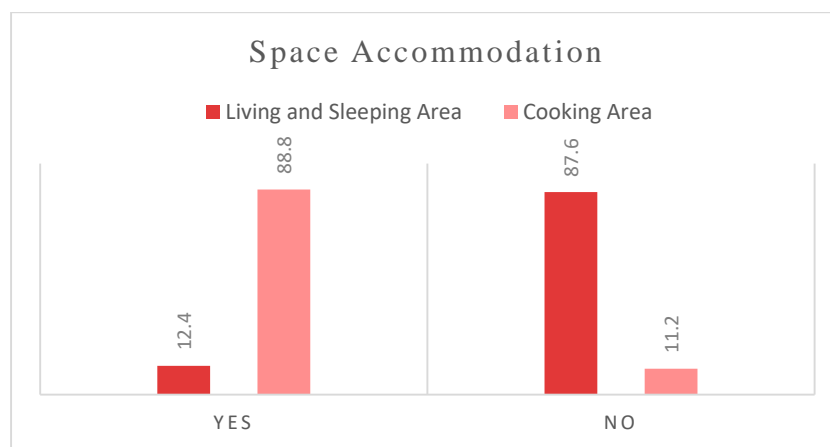 Space Accommodation
Living and Sleeping Area Cooking Area
12.4 88.8 87.6 11.2
YES NO